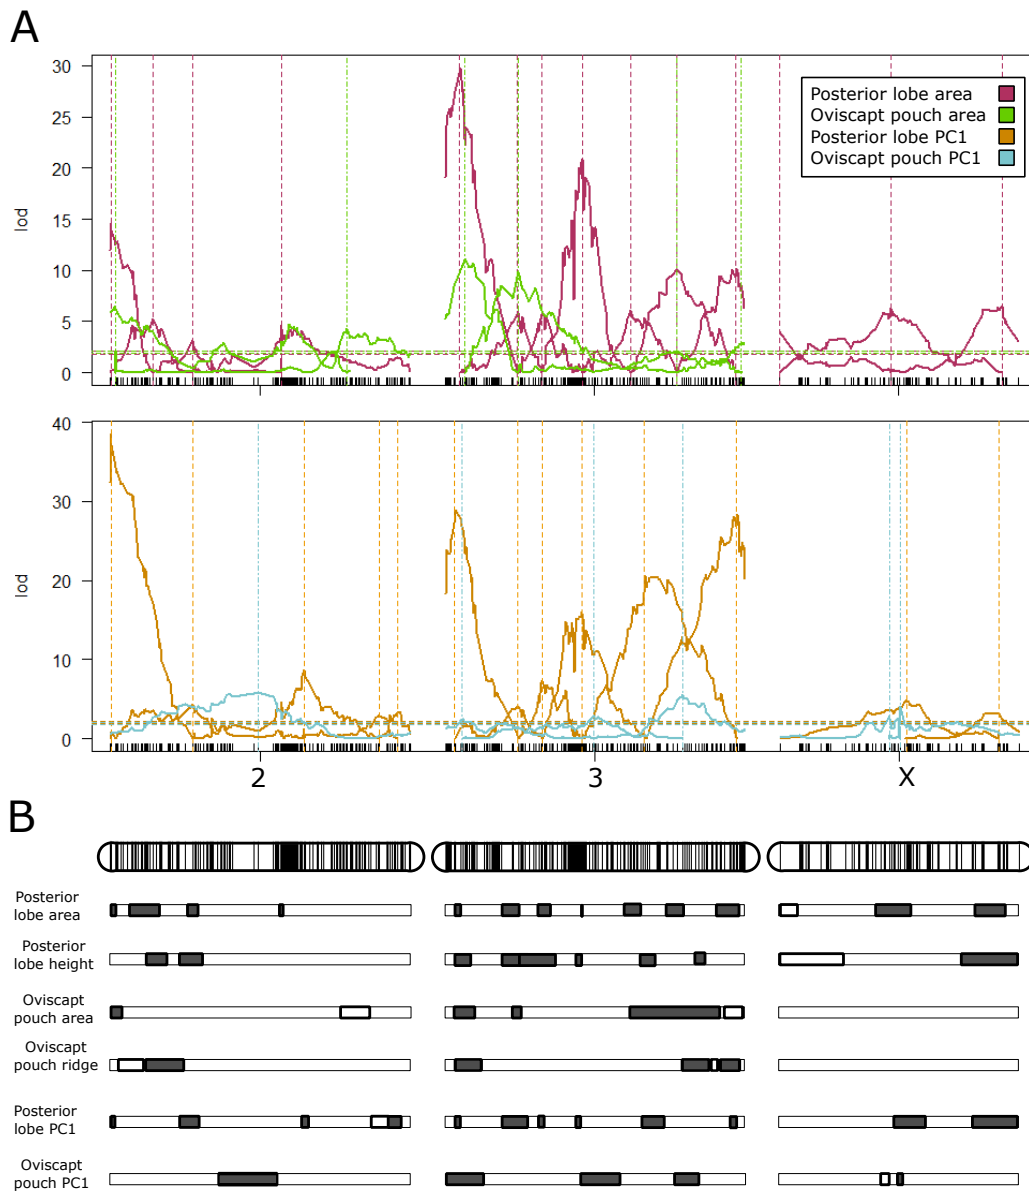 A
30
25
20
15
10
5
0
lod
Posterior lobe area
Oviscapt pouch area
Posterior lobe PC1
Oviscapt pouch PC1
40
30
20
10
0
lod
2
3
X
B
Posterior
lobe area
Posterior
lobe height
Oviscapt
pouch area
Oviscapt
pouch ridge
Posterior
lobe PC1
Oviscapt
pouch PC1